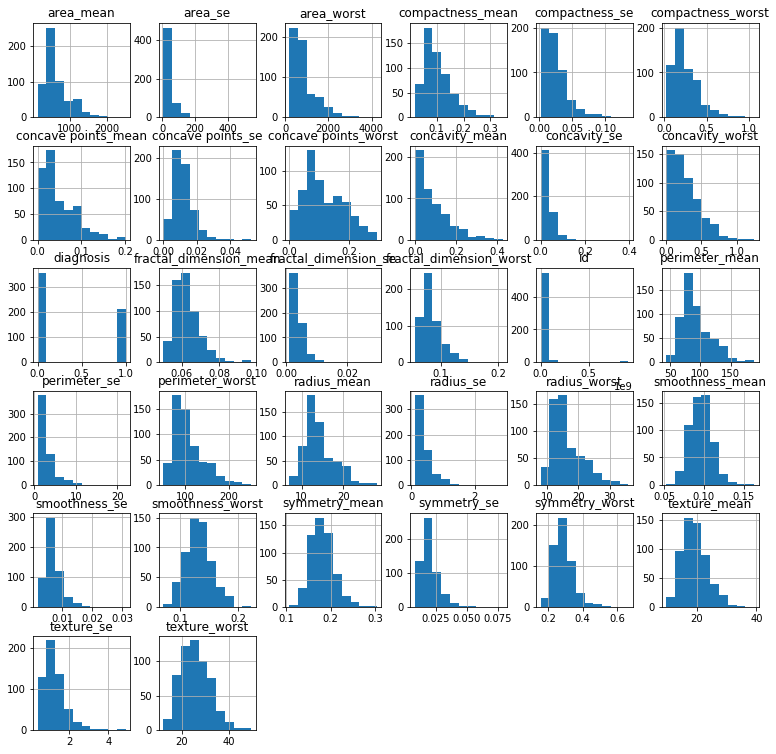 area_mean area_se area_worst compactness_mean compactness_se compactness_worst
200 400 200 150 200 200
100 200 100 100 100 100
50
0 0 0 0 0 0
1000 2000 0 200 400 0 2000 4000 0.1 0.2 0.3 0.00 0.05 0.10 0.0 0.5 1.0
concave points_mean concave points_se concave points_worst concavity_mean concavity_se concavity_worst
150 200 100 200 400 150
100 100 50 100 200 100
50 50
0 0 0 0 0 0
0.0 0.1 0.2 0.00 0.02 0.04 0.0 0.1 0.2 0.0 0.2 0.4 0.0 0.2 0.4 0.0 0.5 1.0
diagnosis fractal_dimension_mean fractal_dimension_se fractal_dimension_worst id perimeter_mean
300 150 300 200 400 150
200 100 200 100 200 100
100 50 100 50
0 0 0 0 0 0
0.0 0.5 1.0 0.06 0.08 0.10 0.00 0.02 0.1 0.2 0.0 0.5 50 100 150
1e9
perimeter_se perimeter_worst radius_mean radius_se radius_worst smoothness_mean
300 150 150 300 150 150
200 100 100 200 100 100
100 50 50 100 50 50
0 0 0 0 0 0
0 10 20 100 200 10 20 0 2 10 20 30 0.05 0.10 0.15
smoothness_se smoothness_worst symmetry_mean symmetry_se symmetry_worst texture_mean
300 150 150 200 200 150
200 100 100 100 100 100
100 50 50 50
0 0 0 0 0 0
0.01 0.02 0.03 0.1 0.2 0.1 0.2 0.3 0.025 0.050 0.075 0.2 0.4 0.6 20 40
texture_se texture_worst
200 100
100 50
0 0
2 4 20 40